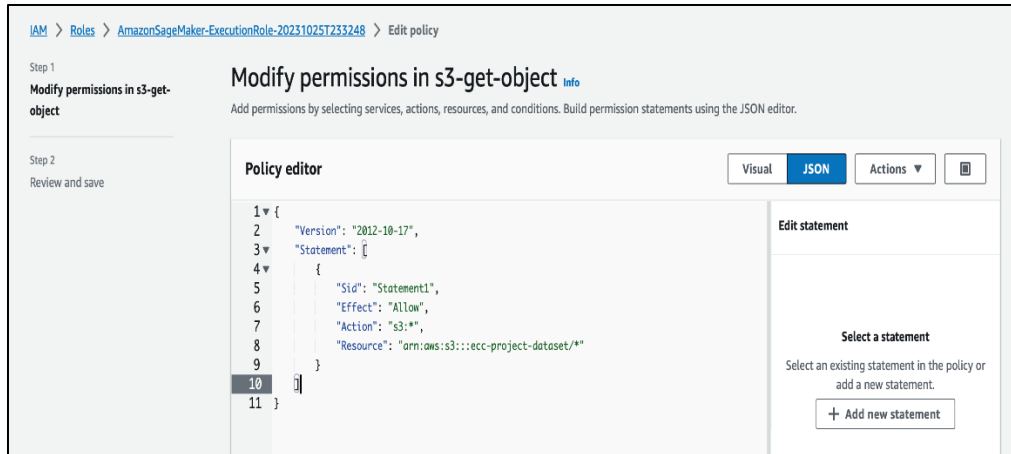 IAM > Roles > AmazonSageMaker-ExecutionRole-20231025T233248 > Edit policy
Step 1
Modify permissions in s3-get-
object
Step 2
Review and save
Modify permissions in s3-get-object Info
Add permissions by selecting services, actions, resources, and conditions. Build permission statements using the JSON editor.
Policy editor
Visual JSON Actions ▼
1 ▼ {
2 "Version": "2012-10-17",
3 ▼ "Statement": [
4 ▼ {
5 "Sid": "Statement1",
6 "Effect": "Allow",
7 "Action": "s3:*",
8 "Resource": "arn:aws:s3:::ecc-project-dataset/*"
9 }
10 ]
11 }
Edit statement
Select a statement
Select an existing statement in the policy or
add a new statement.
+ Add new statement